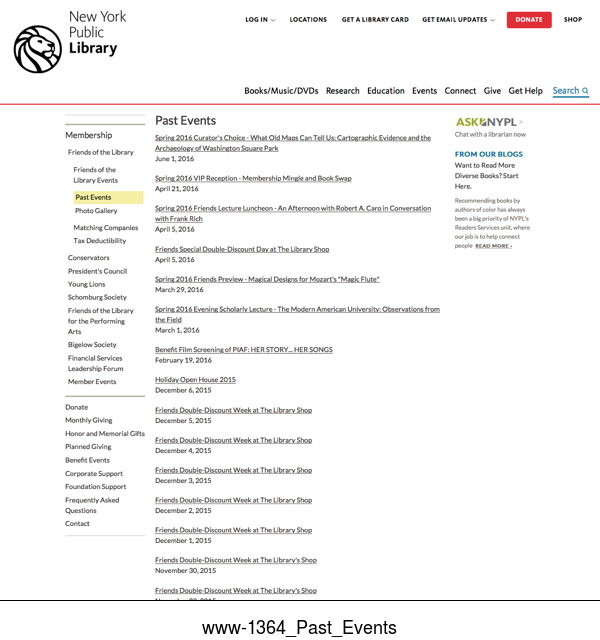 New York
Public
Library
LOG IN
LOCATIONS
GET A LIBRARY CARD
GET EMAIL UPDATES
DONATE
SHOP
Books/Music/DVDs
Research
Education
Events
Connect
Give
Get Help
Search
Membership
Friends of the Library
Friends of the
Library Events
Past Events
Photo Gallery
Matching Companies
Tax Deductibility
Conservators
President's Council
Young Lions
Schomburg Society
Friends of the Library
for the Performing
Arts
Bigelow Society
Financial Services
Leadership Forum
Member Events
Donate
Monthly Giving
Honor and Memorial Gifts
Planned Giving
Benefit Events
Corporate Support
Foundation Support
Frequently Asked
Questions
Contact
Past Events
Spring 2016 Curator's Choice - What Old Maps Can Tell Us: Cartographic Evidence and the
Archaeology of Washington Square Park
June 1, 2016
Spring 2016 VIP Reception - Membership Mingle and Book Swap
April 21, 2016
Spring 2016 Friends Lecture Luncheon - An Afternoon with Robert A. Caro in Conversation
with Frank Rich
April 5, 2016
Friends Special Double-Discount Day at The Library Shop
April 5, 2016
Spring 2016 Friends Preview - Magical Designs for Mozart's "Magic Flute"
March 29, 2016
Spring 2016 Evening Scholarly Lecture - The Modern American University: Observations from
the Field
March 1, 2016
Benefit Film Screening of PIAF: HER STORY... HER SONGS
February 19, 2016
Holiday Open House 2015
December 6, 2015
Friends Double-Discount Week at The Library Shop
December 5, 2015
Friends Double-Discount Week at The Library Shop
December 4, 2015
Friends Double-Discount Week at The Library Shop
December 3, 2015
Friends Double-Discount Week at The Library Shop
December 2, 2015
Friends Double-Discount Week at The Library Shop
December 1, 2015
Friends Double-Discount Week at The Library's Shop
November 30, 2015
Friends Double-Discount Week at The Library's Shop
ASK NYPL >
Chat with a librarian now
FROM OUR BLOGS
Want to Read More
Diverse Books? Start
Here.
Recommending books by
authors of color has always
been a big priority of NYPL's
Readers Services unit, where
our job is to help connect
people READ MORE ›
www-1364_Past_Events